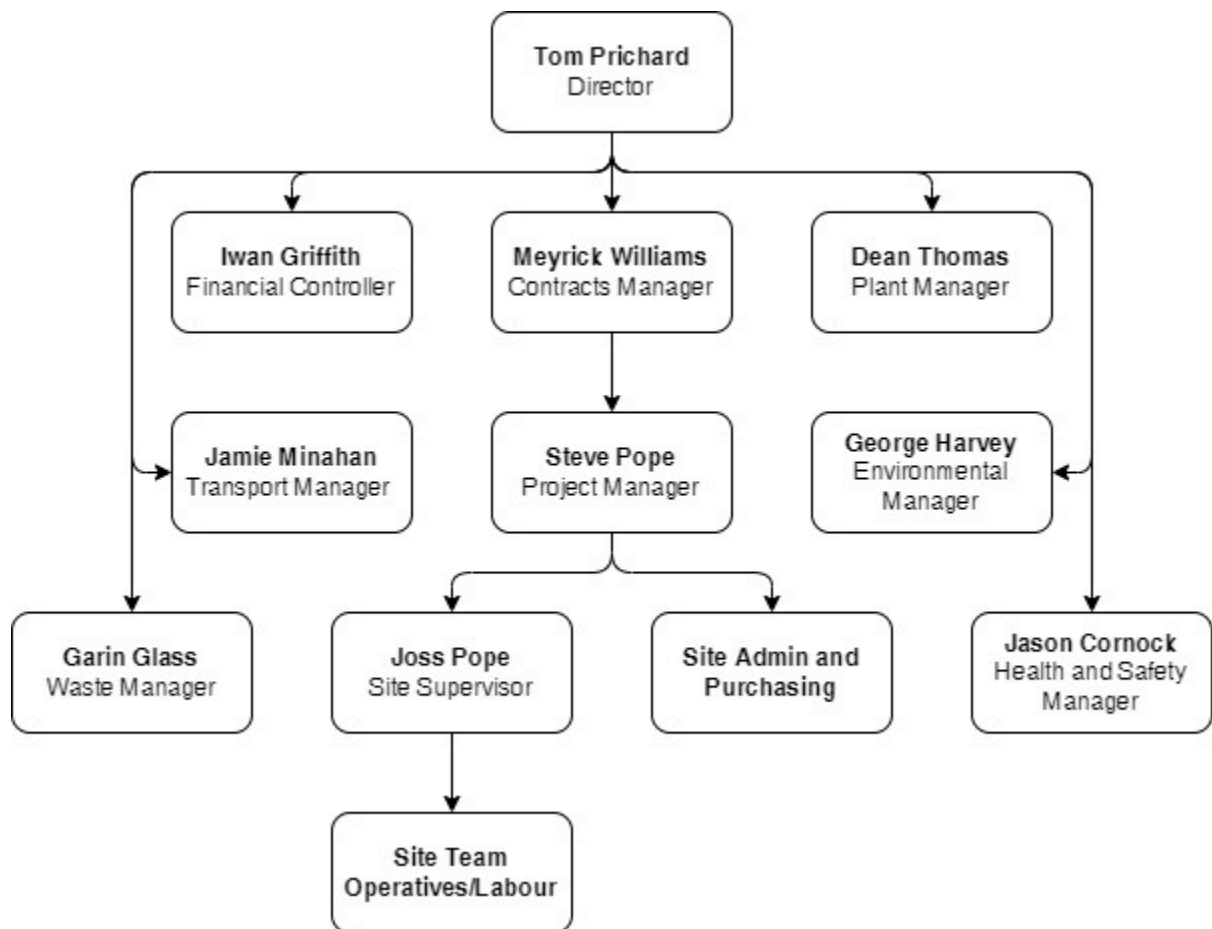 Tom Prichard
Director
Iwan Griffith
Financial Controller
Meyrick Williams
Contracts Manager
Dean Thomas
Plant Manager
Jamie Minahan
Transport Manager
Steve Pope
Project Manager
George Harvey
Environmental
Manager
Garin Glass
Waste Manager
Joss Pope
Site Supervisor
Site Admin and
Purchasing
Jason Cornock
Health and Safety
Manager
Site Team
Operatives/Labour